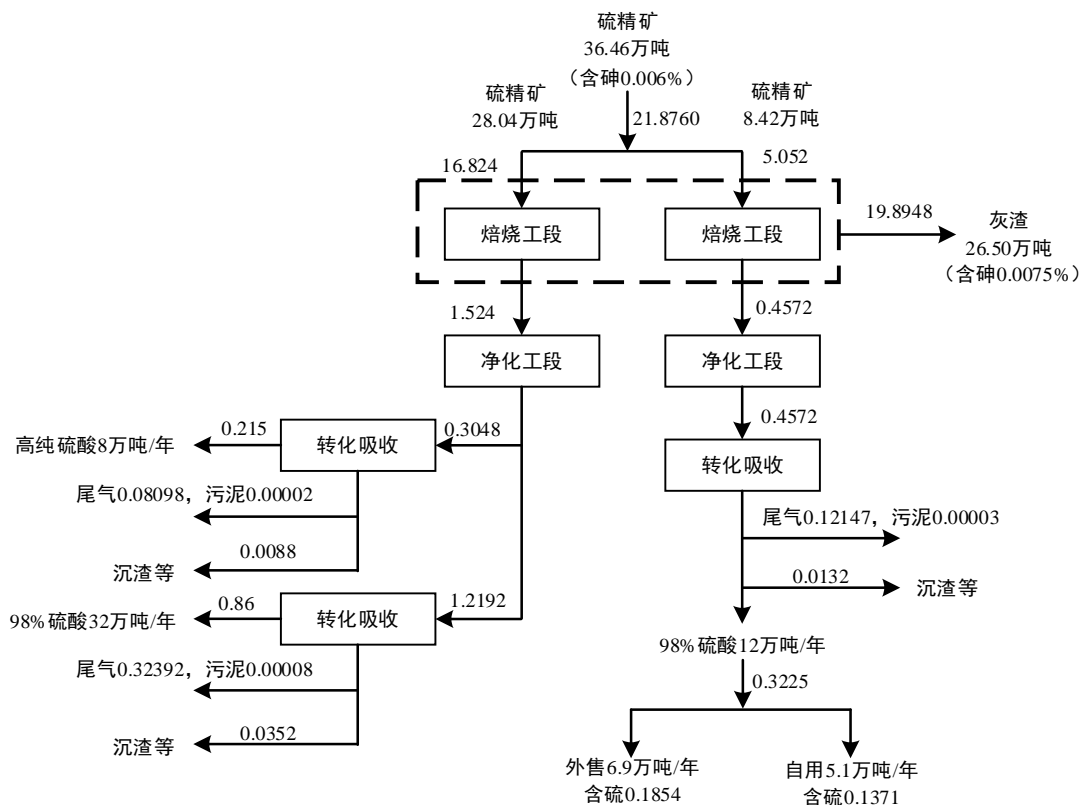 硫精矿
36.46万吨
（含砷0.006%）
硫精矿
28.04万吨
21.8760
硫精矿
8.42万吨
16.824
5.052
焙烧工段
焙烧工段
19.8948
灰渣
26.50万吨
（含砷0.0075%）
1.524
0.4572
净化工段
净化工段
0.4572
高纯硫酸8万吨/年
0.215
转化吸收
0.3048
转化吸收
尾气0.08098，污泥0.00002
尾气0.12147，污泥0.00003
0.0088
沉渣等
0.0132
沉渣等
98%硫酸32万吨/年
0.86
转化吸收
1.2192
98%硫酸12万吨/年
尾气0.32392，污泥0.00008
0.3225
0.0352
沉渣等
外售6.9万吨/年
含硫0.1854
自用5.1万吨/年
含硫0.1371